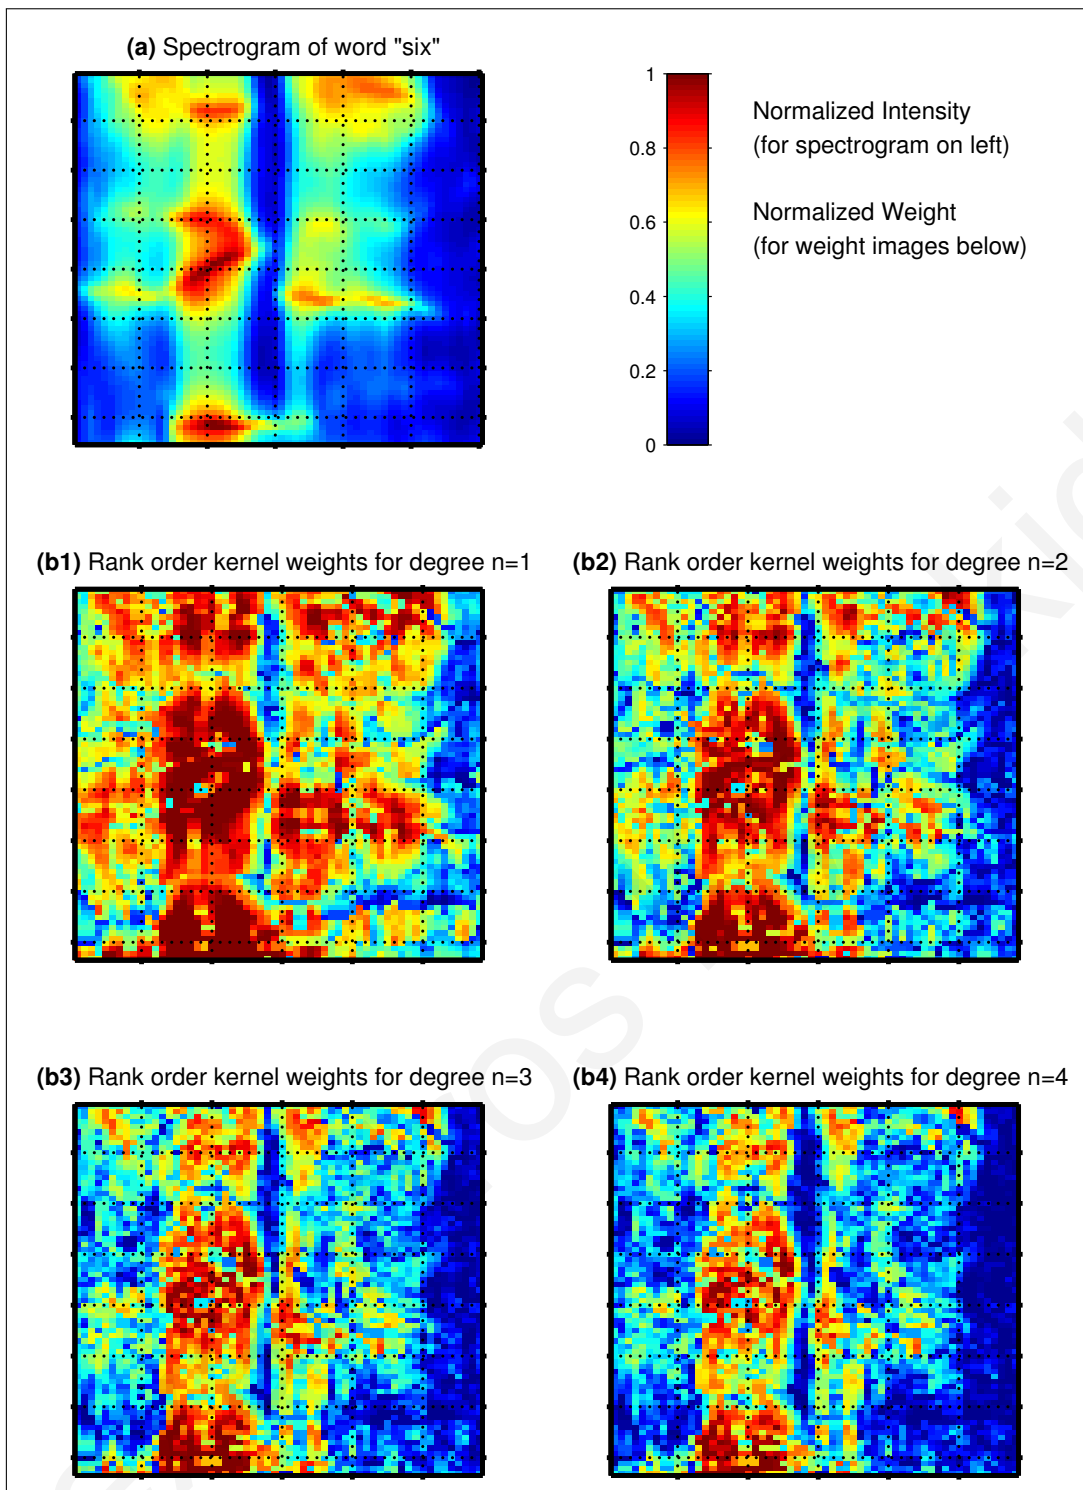 (a) Spectrogram of word "six"
1
0.8
0.6
0.4
0.2
0
Normalized Intensity
(for spectrogram on left)
Normalized Weight
(for weight images below)
(b1) Rank order kernel weights for degree n=1
(b2) Rank order kernel weights for degree n=2
(b3) Rank order kernel weights for degree n=3
(b4) Rank order kernel weights for degree n=4